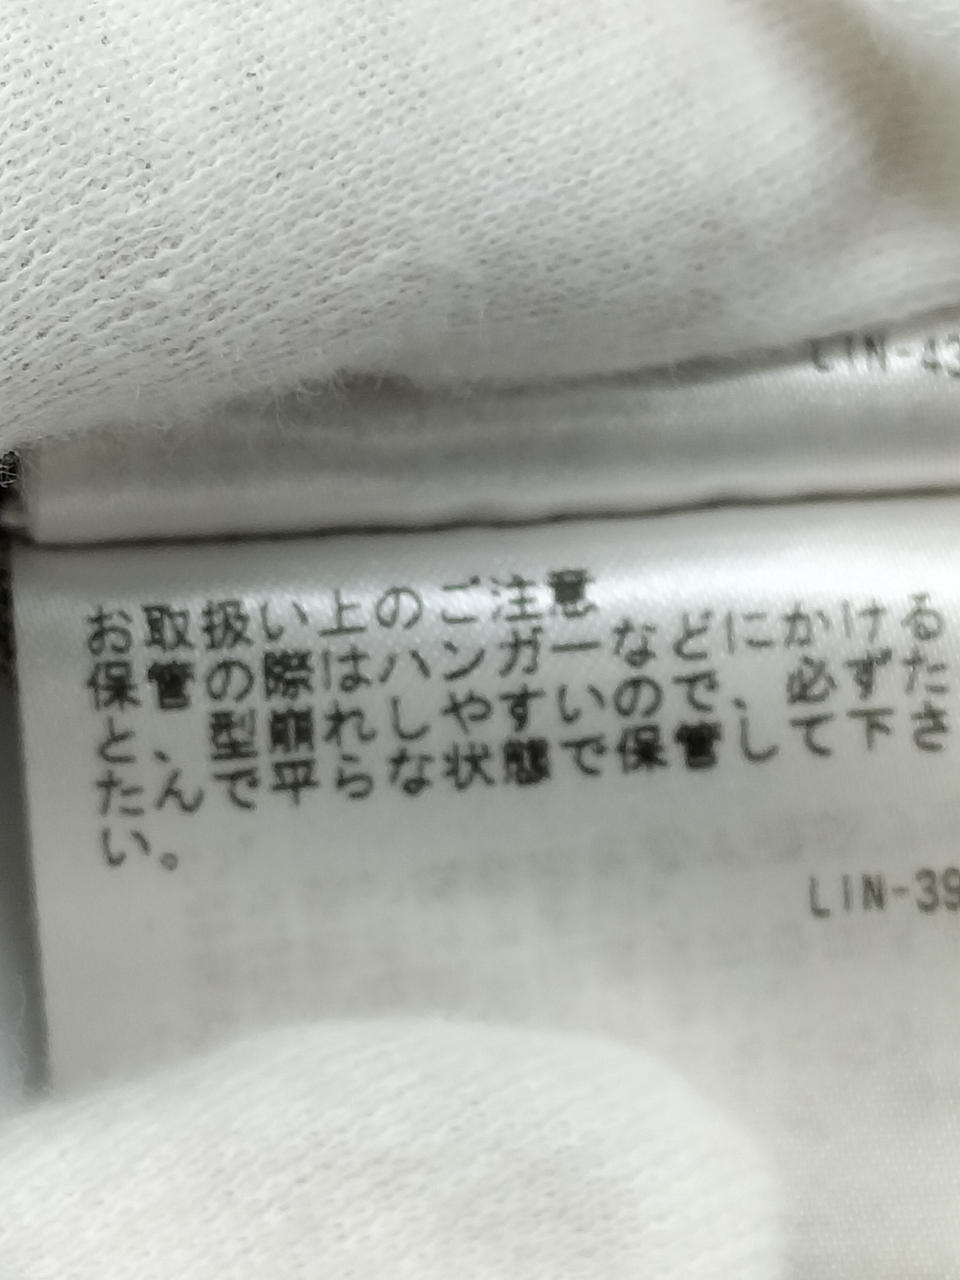 LIN-43
お取扱い上のご注意
保管の際はハンガーなどにかける
と、型崩れしやすいので、必ずた
たんで平らな状態で保管して下さ
い。
LIN-39